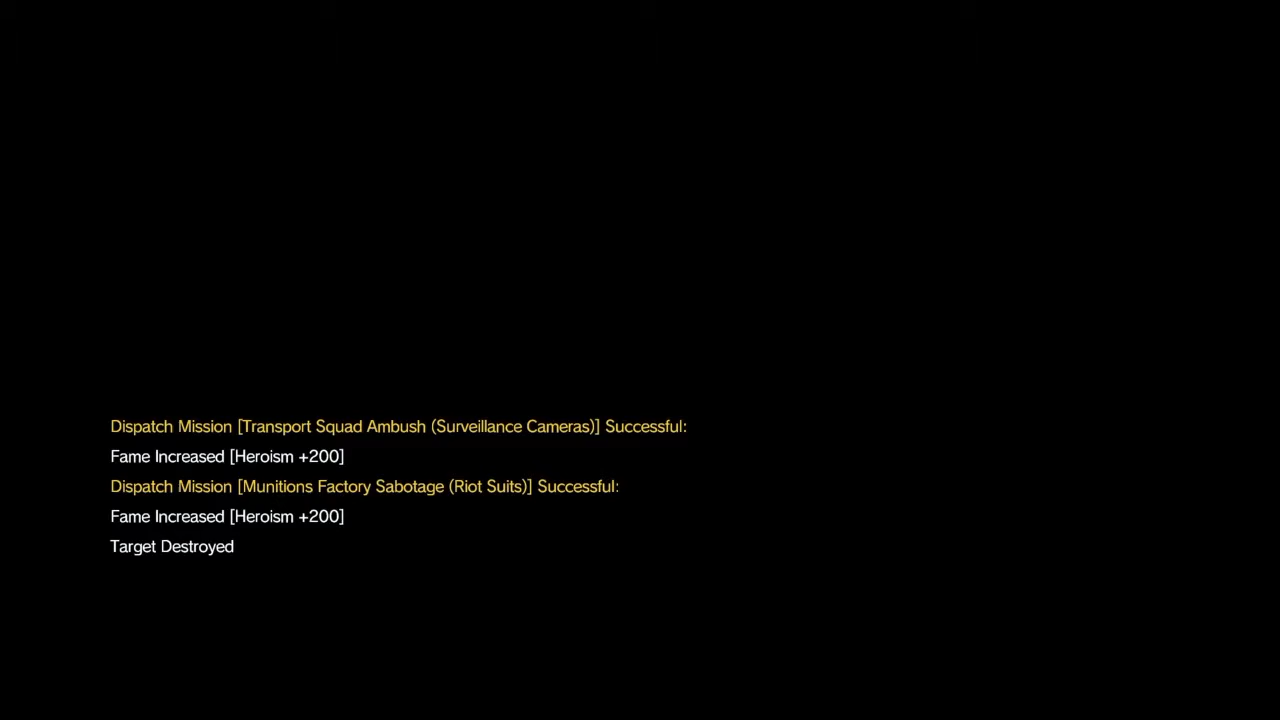 Dispatch Mission [Transport Squad Ambush (Surveillance Cameras)] Successful:
Fame Increased [Heroism +200]
Dispatch Mission [Munitions Factory Sabotage (Riot Suits)] Successful:
Fame Increased [Heroism +200]
Target Destroyed